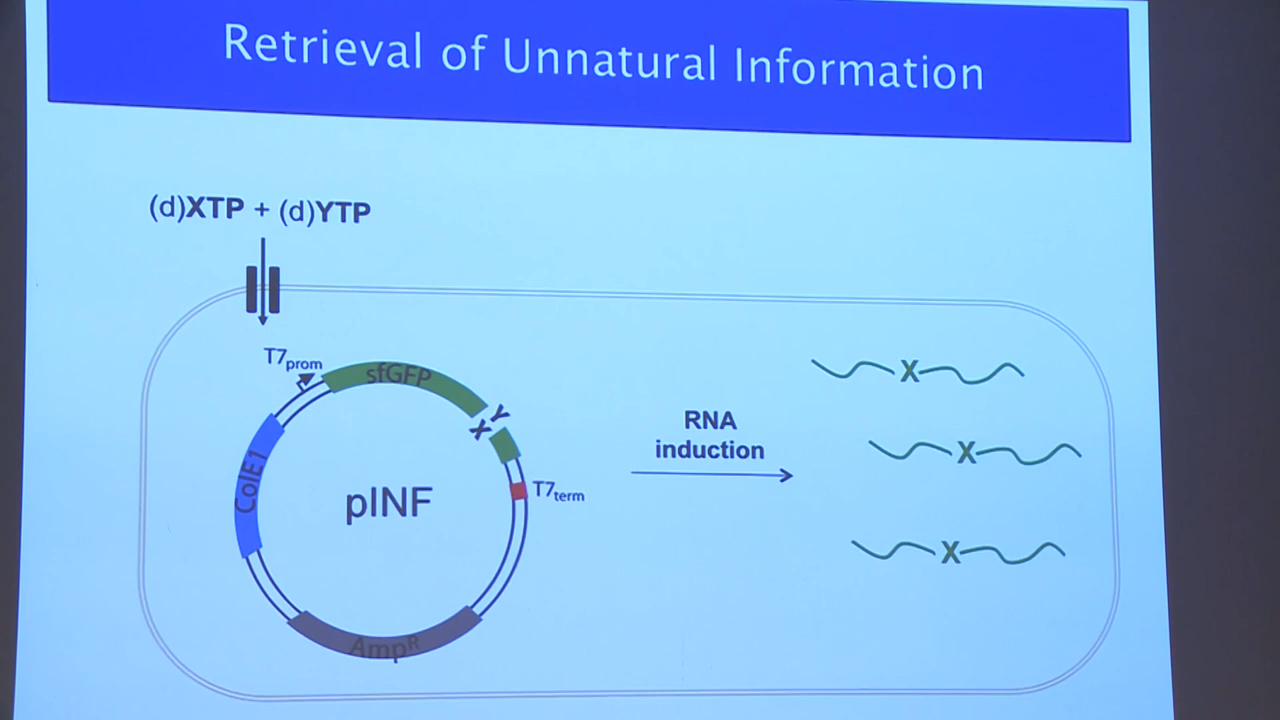 Retrieval of Unnatural Information
(d)XTP + (d)YTP
T7prom
sfGFP
Y
X
ColE1
pINF
T7term
AmpR
RNA
induction
X
X
X